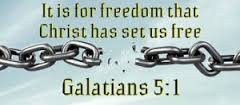 It is for freedom that
Christ has set us free
Galatians 5:1